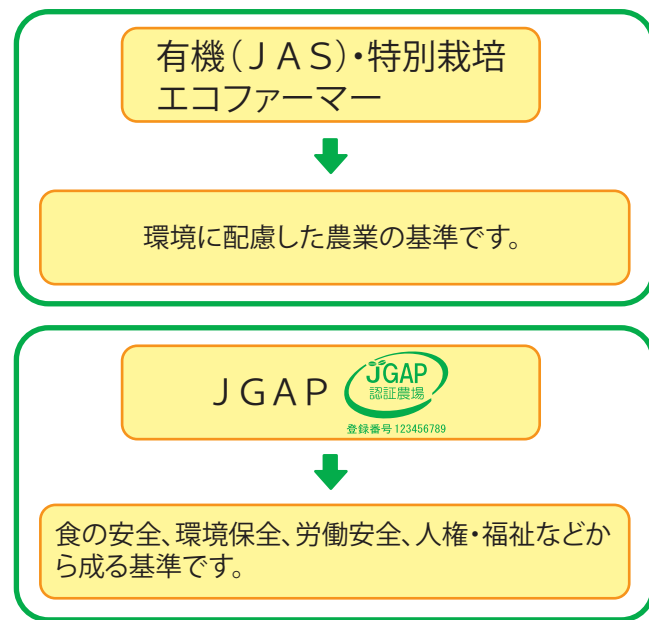 有機(ＪＡＳ)・特別栽培
エコファーマー
環境に配慮した農業の基準です。
ＪＧＡＰ
JGAP
認証農場
登録番号 123456789
食の安全、環境保全、労働安全、人権・福祉などか
ら成る基準です。